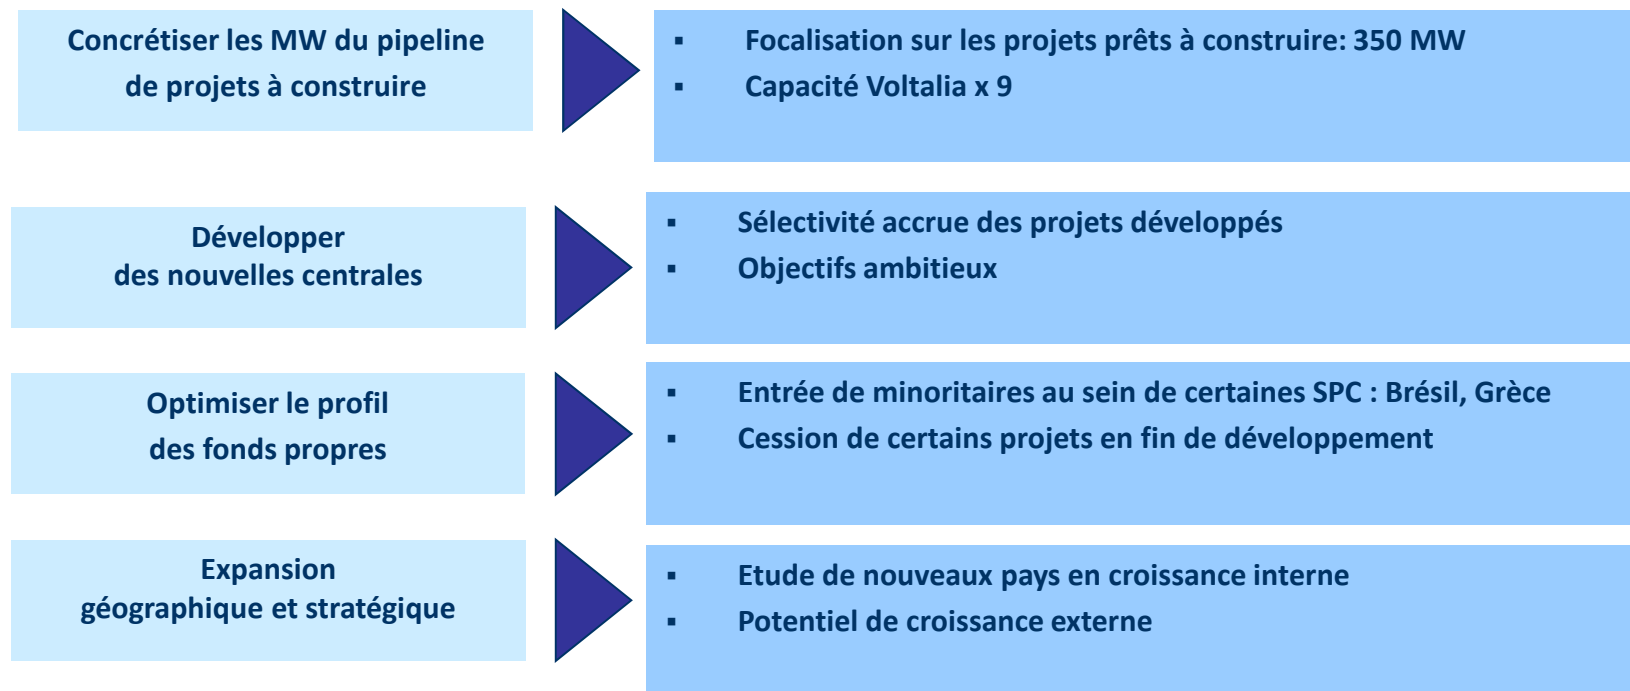 Concrétiser les MW du pipeline
de projets à construire
▪ Focalisation sur les projets prêts à construire: 350 MW
▪ Capacité Voltalia x 9
Développer
des nouvelles centrales
▪ Sélectivité accrue des projets développés
▪ Objectifs ambitieux
Optimiser le profil
des fonds propres
▪ Entrée de minoritaires au sein de certaines SPC : Brésil, Grèce
▪ Cession de certains projets en fin de développement
Expansion
géographique et stratégique
▪ Etude de nouveaux pays en croissance interne
▪ Potentiel de croissance externe